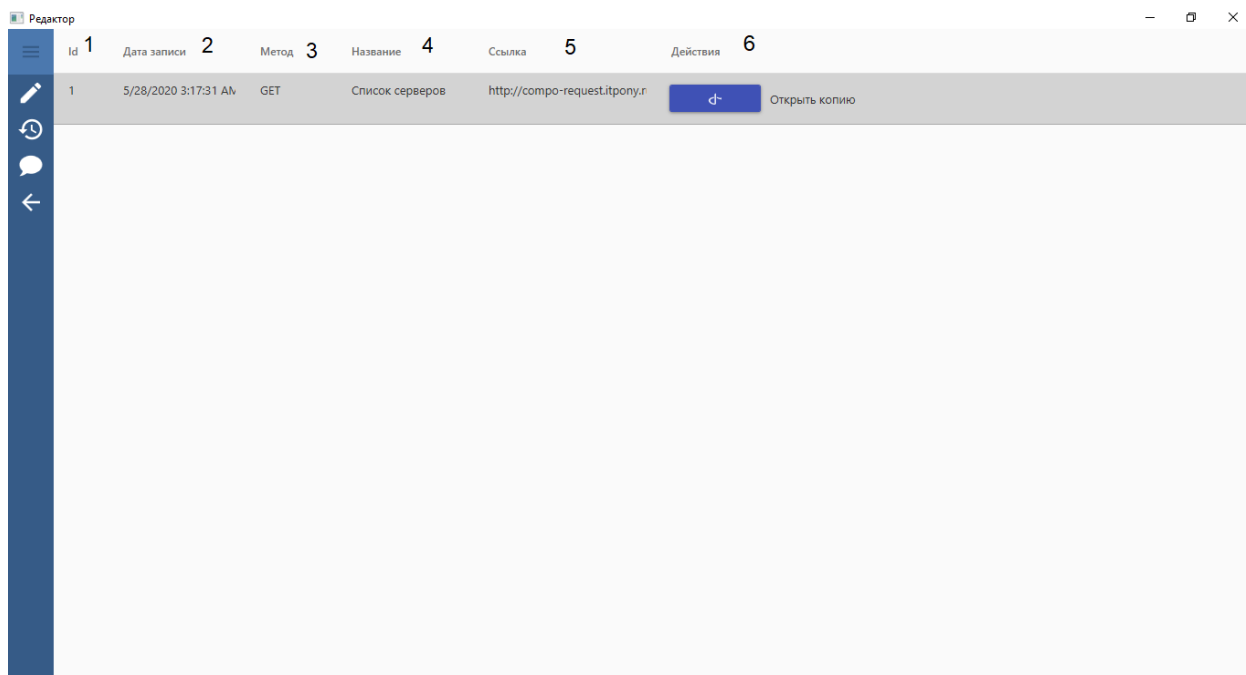 Редактор
Id 1 Дата записи 2 Метод 3 Название 4 Ссылка 5 Действия 6
1 5/28/2020 3:17:31 AM GET Список серверов http://compo-request.itpony.r Открыть копию